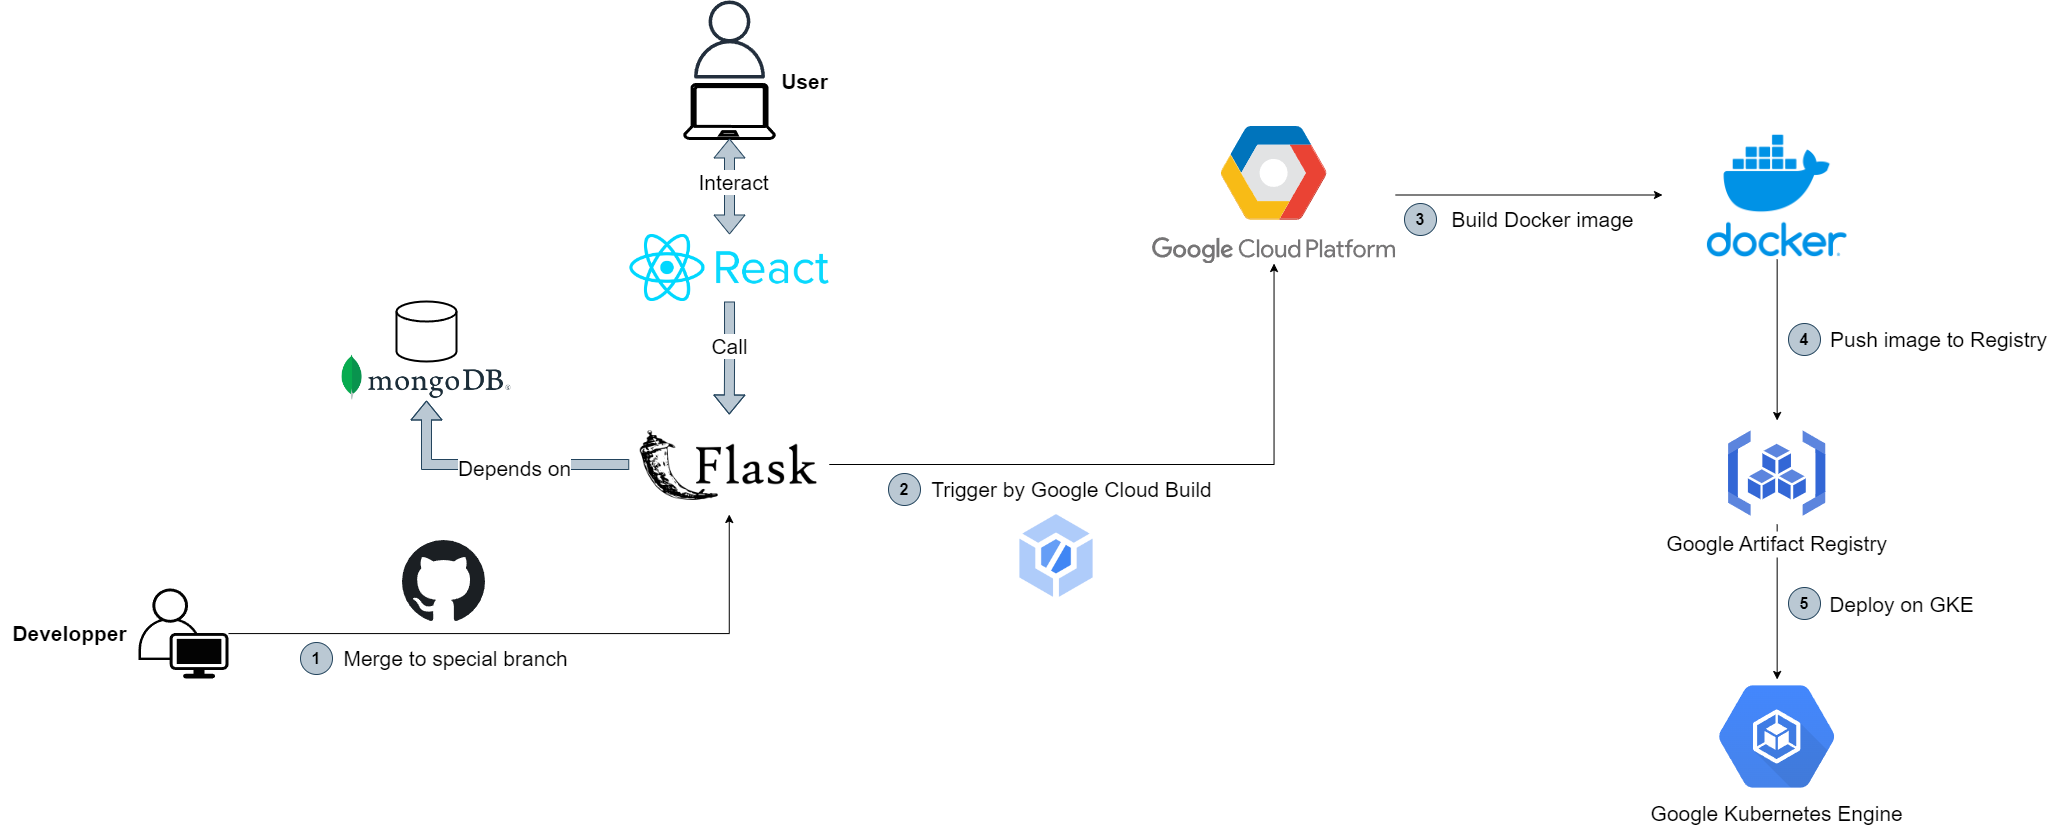 User
Interact
React
Call
mongoDB®
Depends on
Flask
Google Cloud Platform
3 Build Docker image
docker
4 Push image to Registry
2 Trigger by Google Cloud Build
Google Artifact Registry
5 Deploy on GKE
Developper
1 Merge to special branch
Google Kubernetes Engine